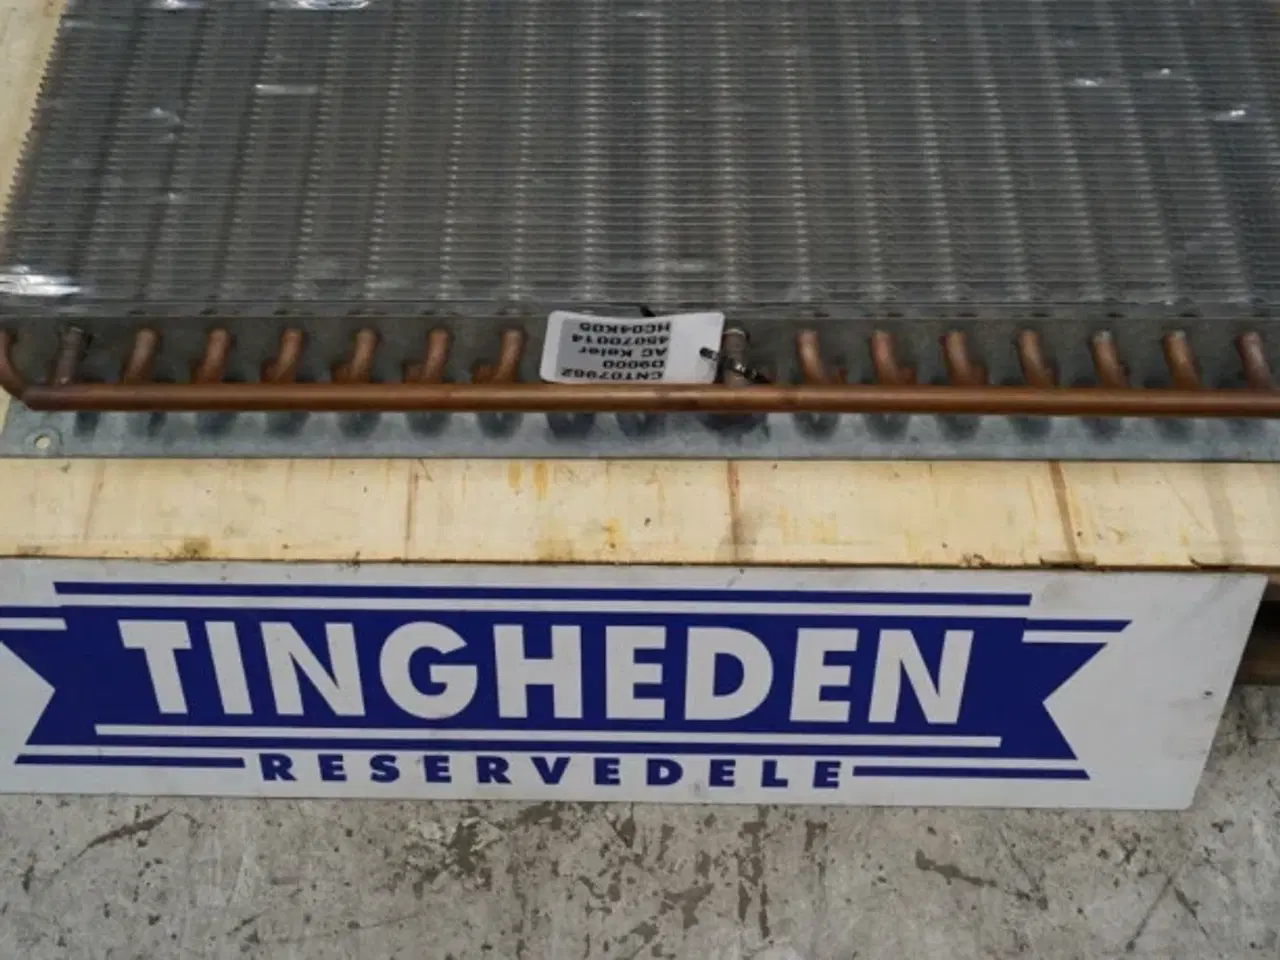 CNT07962
D9000
AC Køler
45070014
HC04K05
TINGHEDEN
RESERVEDELE